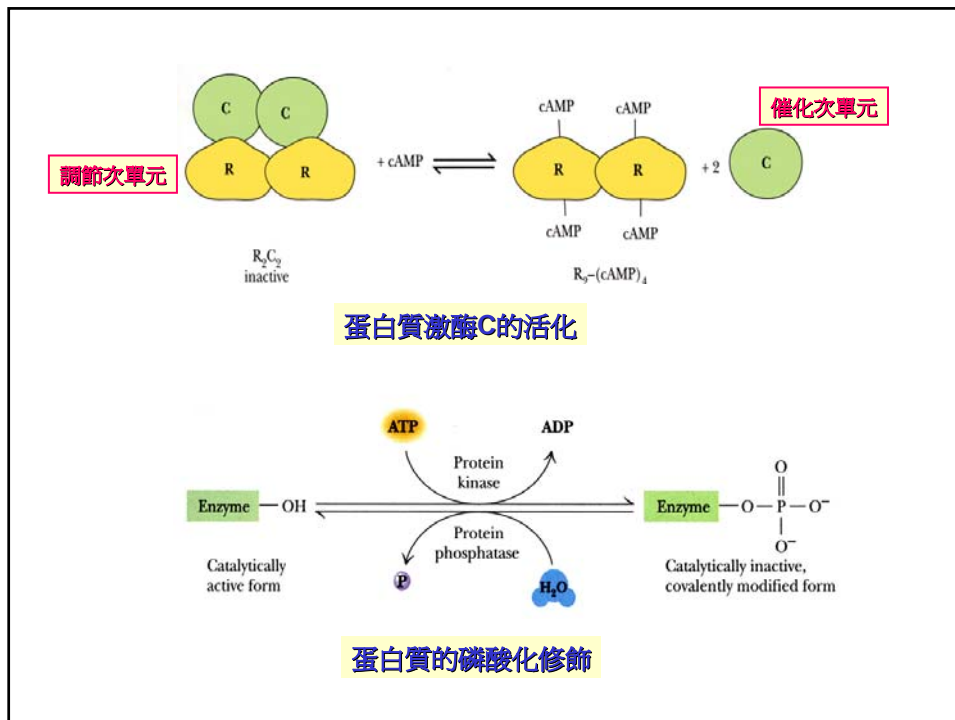 C
C
R
R
調節次單元
+ cAMP
cAMP
cAMP
R
R
cAMP
cAMP
+ 2
C
催化次單元
R₂C₂
inactive
R₂–(cAMP)₄
蛋白質激酶C的活化
ATP
ADP
Protein
kinase
Enzyme
OH
Protein
phosphatase
P
H₂O
Catalytically
active form
Enzyme
O
O—P—O⁻
O⁻
Catalytically inactive,
covalently modified form
蛋白質的磷酸化修飾